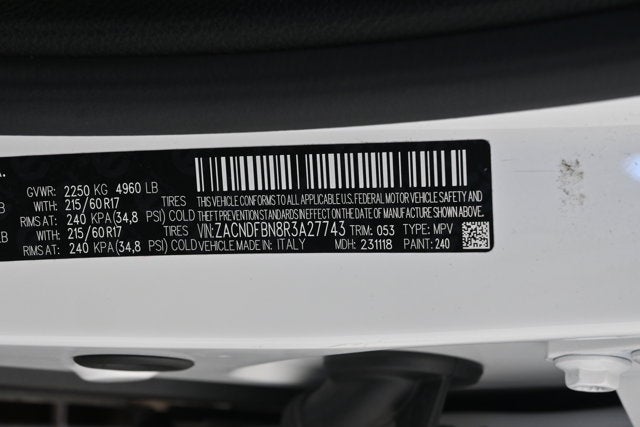 GVWR: 2250 KG 4960 LB
WITH: 215/60R17 TIRES
RIMS AT: 240 KPA(34,8 PSI) COLD
WITH: 215/60R17 TIRES
RIMS AT: 240 KPA(34,8 PSI) COLD
THIS VEHICLE CONFORMS TO ALL APPLICABLE U.S. FEDERAL MOTOR VEHICLE SAFETY AND
THEFT PREVENTION STANDARDS IN EFFECT ON THE DATE OF MANUFACTURE SHOWN ABOVE.
VIN:ZACNDFBN8R3A27743 TRIM: 053 TYPE: MPV
VEHICLE MADE IN: ITALY MDH: 231118 PAINT: 240